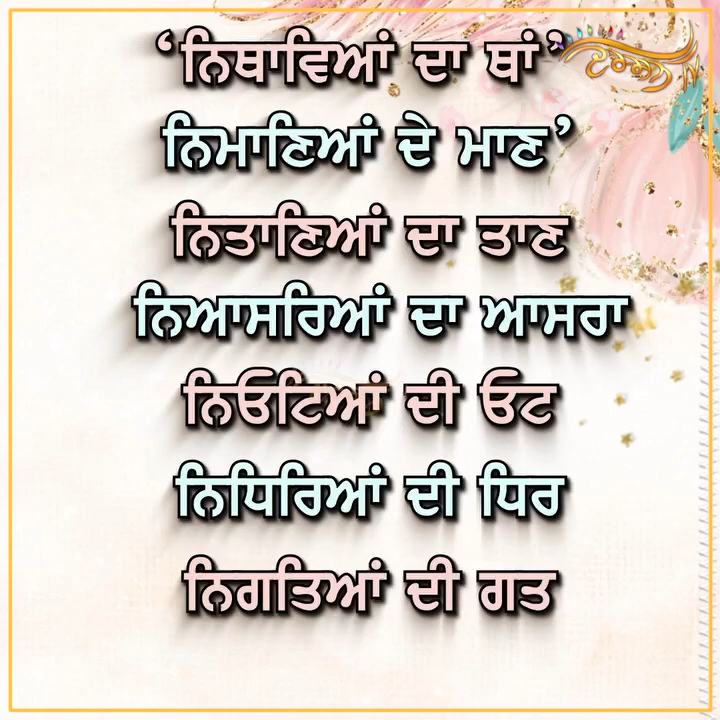 ‘ਨਿਥਾਵਿਆਂ ਦਾ ਥਾਂ’
ਨਿਮਾਣਿਆਂ ਦੇ ਮਾਣ’
ਨਿਤਾਣਿਆਂ ਦਾ ਤਾਣ
ਨਿਆਸਰਿਆਂ ਦਾ ਆਸਰਾ
ਨਿਓਟਿਆਂ ਦੀ ਓਟ
ਨਿਧਿਰਿਆਂ ਦੀ ਧਿਰ
ਨਿਗਤਿਆਂ ਦੀ ਗਤ